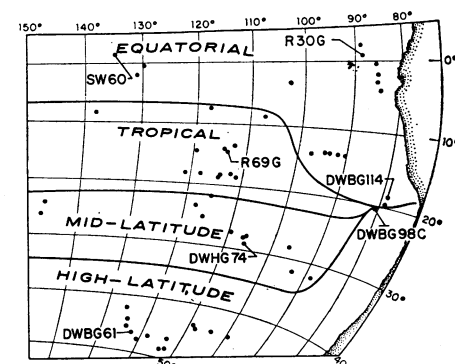 150° 130° 120° 110° 100° 90° 80°
EQUATORIAL
R30G
0°
SW60
10°
TROPICAL
R69G
DWBG114
20°
MID-LATITUDE
DWBG98C
DWHG74
HIGH-LATITUDE
30°
DWBG61